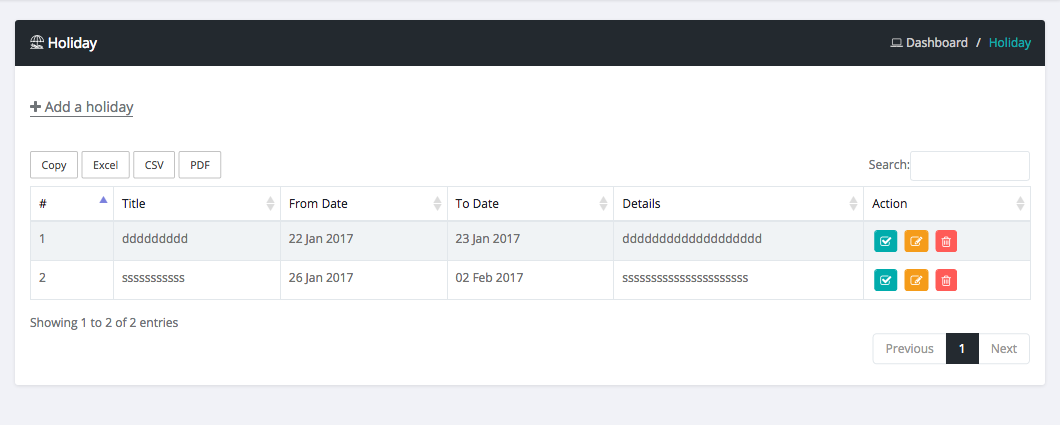 Holiday
Dashboard / Holiday
Add a holiday
Copy Excel CSV PDF Search:
# Title From Date To Date Details Action
1 ddddddddd 22 Jan 2017 23 Jan 2017 ddddddddddddddddddd
2 sssssssssss 26 Jan 2017 02 Feb 2017 ssssssssssssssssssssss
Showing 1 to 2 of 2 entries
Previous 1 Next